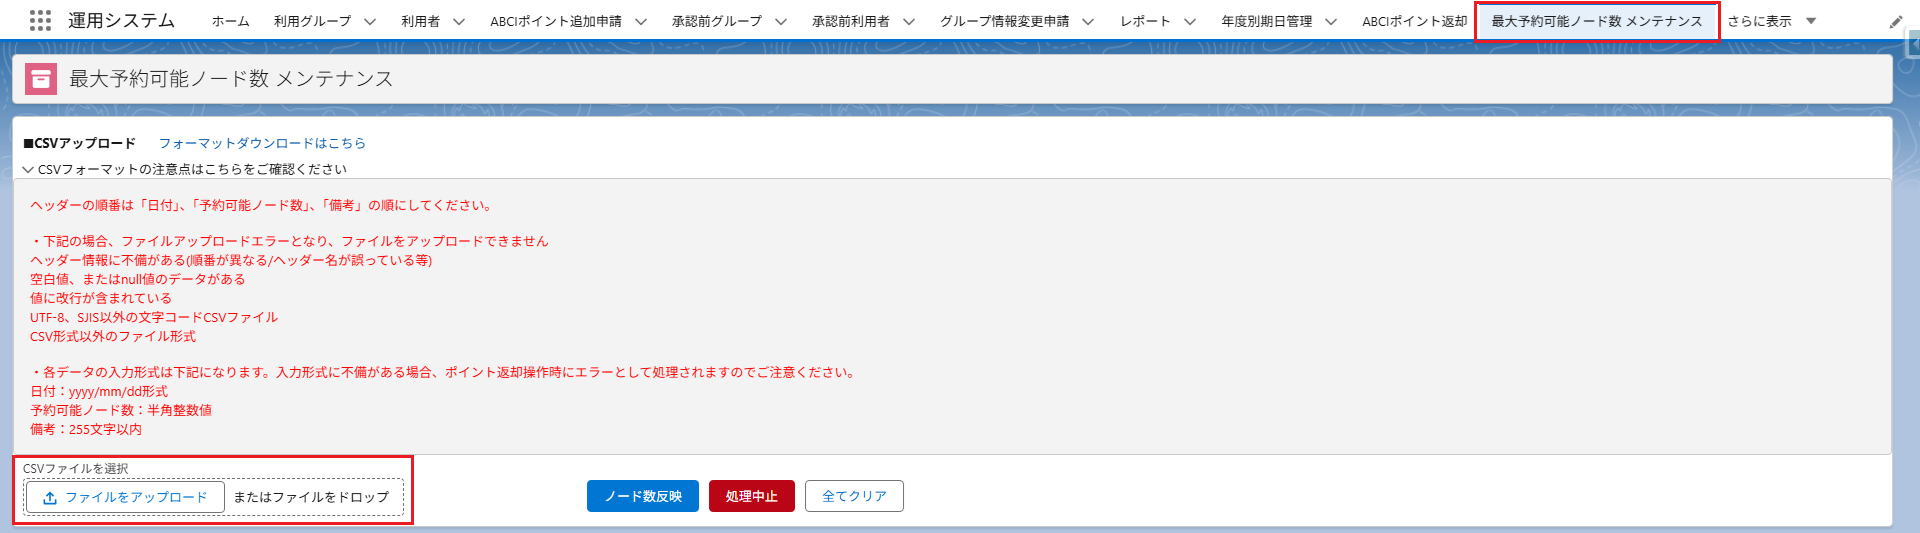 運用システム ホーム 利用グループ 利用者 ABCIポイント追加申請 承認前グループ 承認前利用者 グループ情報変更申請 レポート 年度別期日管理 ABCIポイント返却 最大予約可能ノード数 メンテナンス さらに表示
最大予約可能ノード数 メンテナンス
■CSVアップロード フォーマットダウンロードはこちら
CSVフォーマットの注意点はこちらをご確認ください
ヘッダーの順番は「日付」、「予約可能ノード数」、「備考」の順にしてください。
・下記の場合、ファイルアップロードエラーとなり、ファイルをアップロードできません
ヘッダー情報に不備がある(順番が異なる/ヘッダー名が誤っている等)
空白値、またはnull値のデータがある
値に改行が含まれている
UTF-8、SJIS以外の文字コードCSVファイル
CSV形式以外のファイル形式
・各データの入力形式は下記になります。入力形式に不備がある場合、ポイント返却操作時にエラーとして処理されますのでご注意ください。
日付：yyyy/mm/dd形式
予約可能ノード数：半角整数値
備考：255文字以内
CSVファイルを選択
ファイルをアップロード またはファイルをドロップ ノード数反映 処理中止 全てクリア